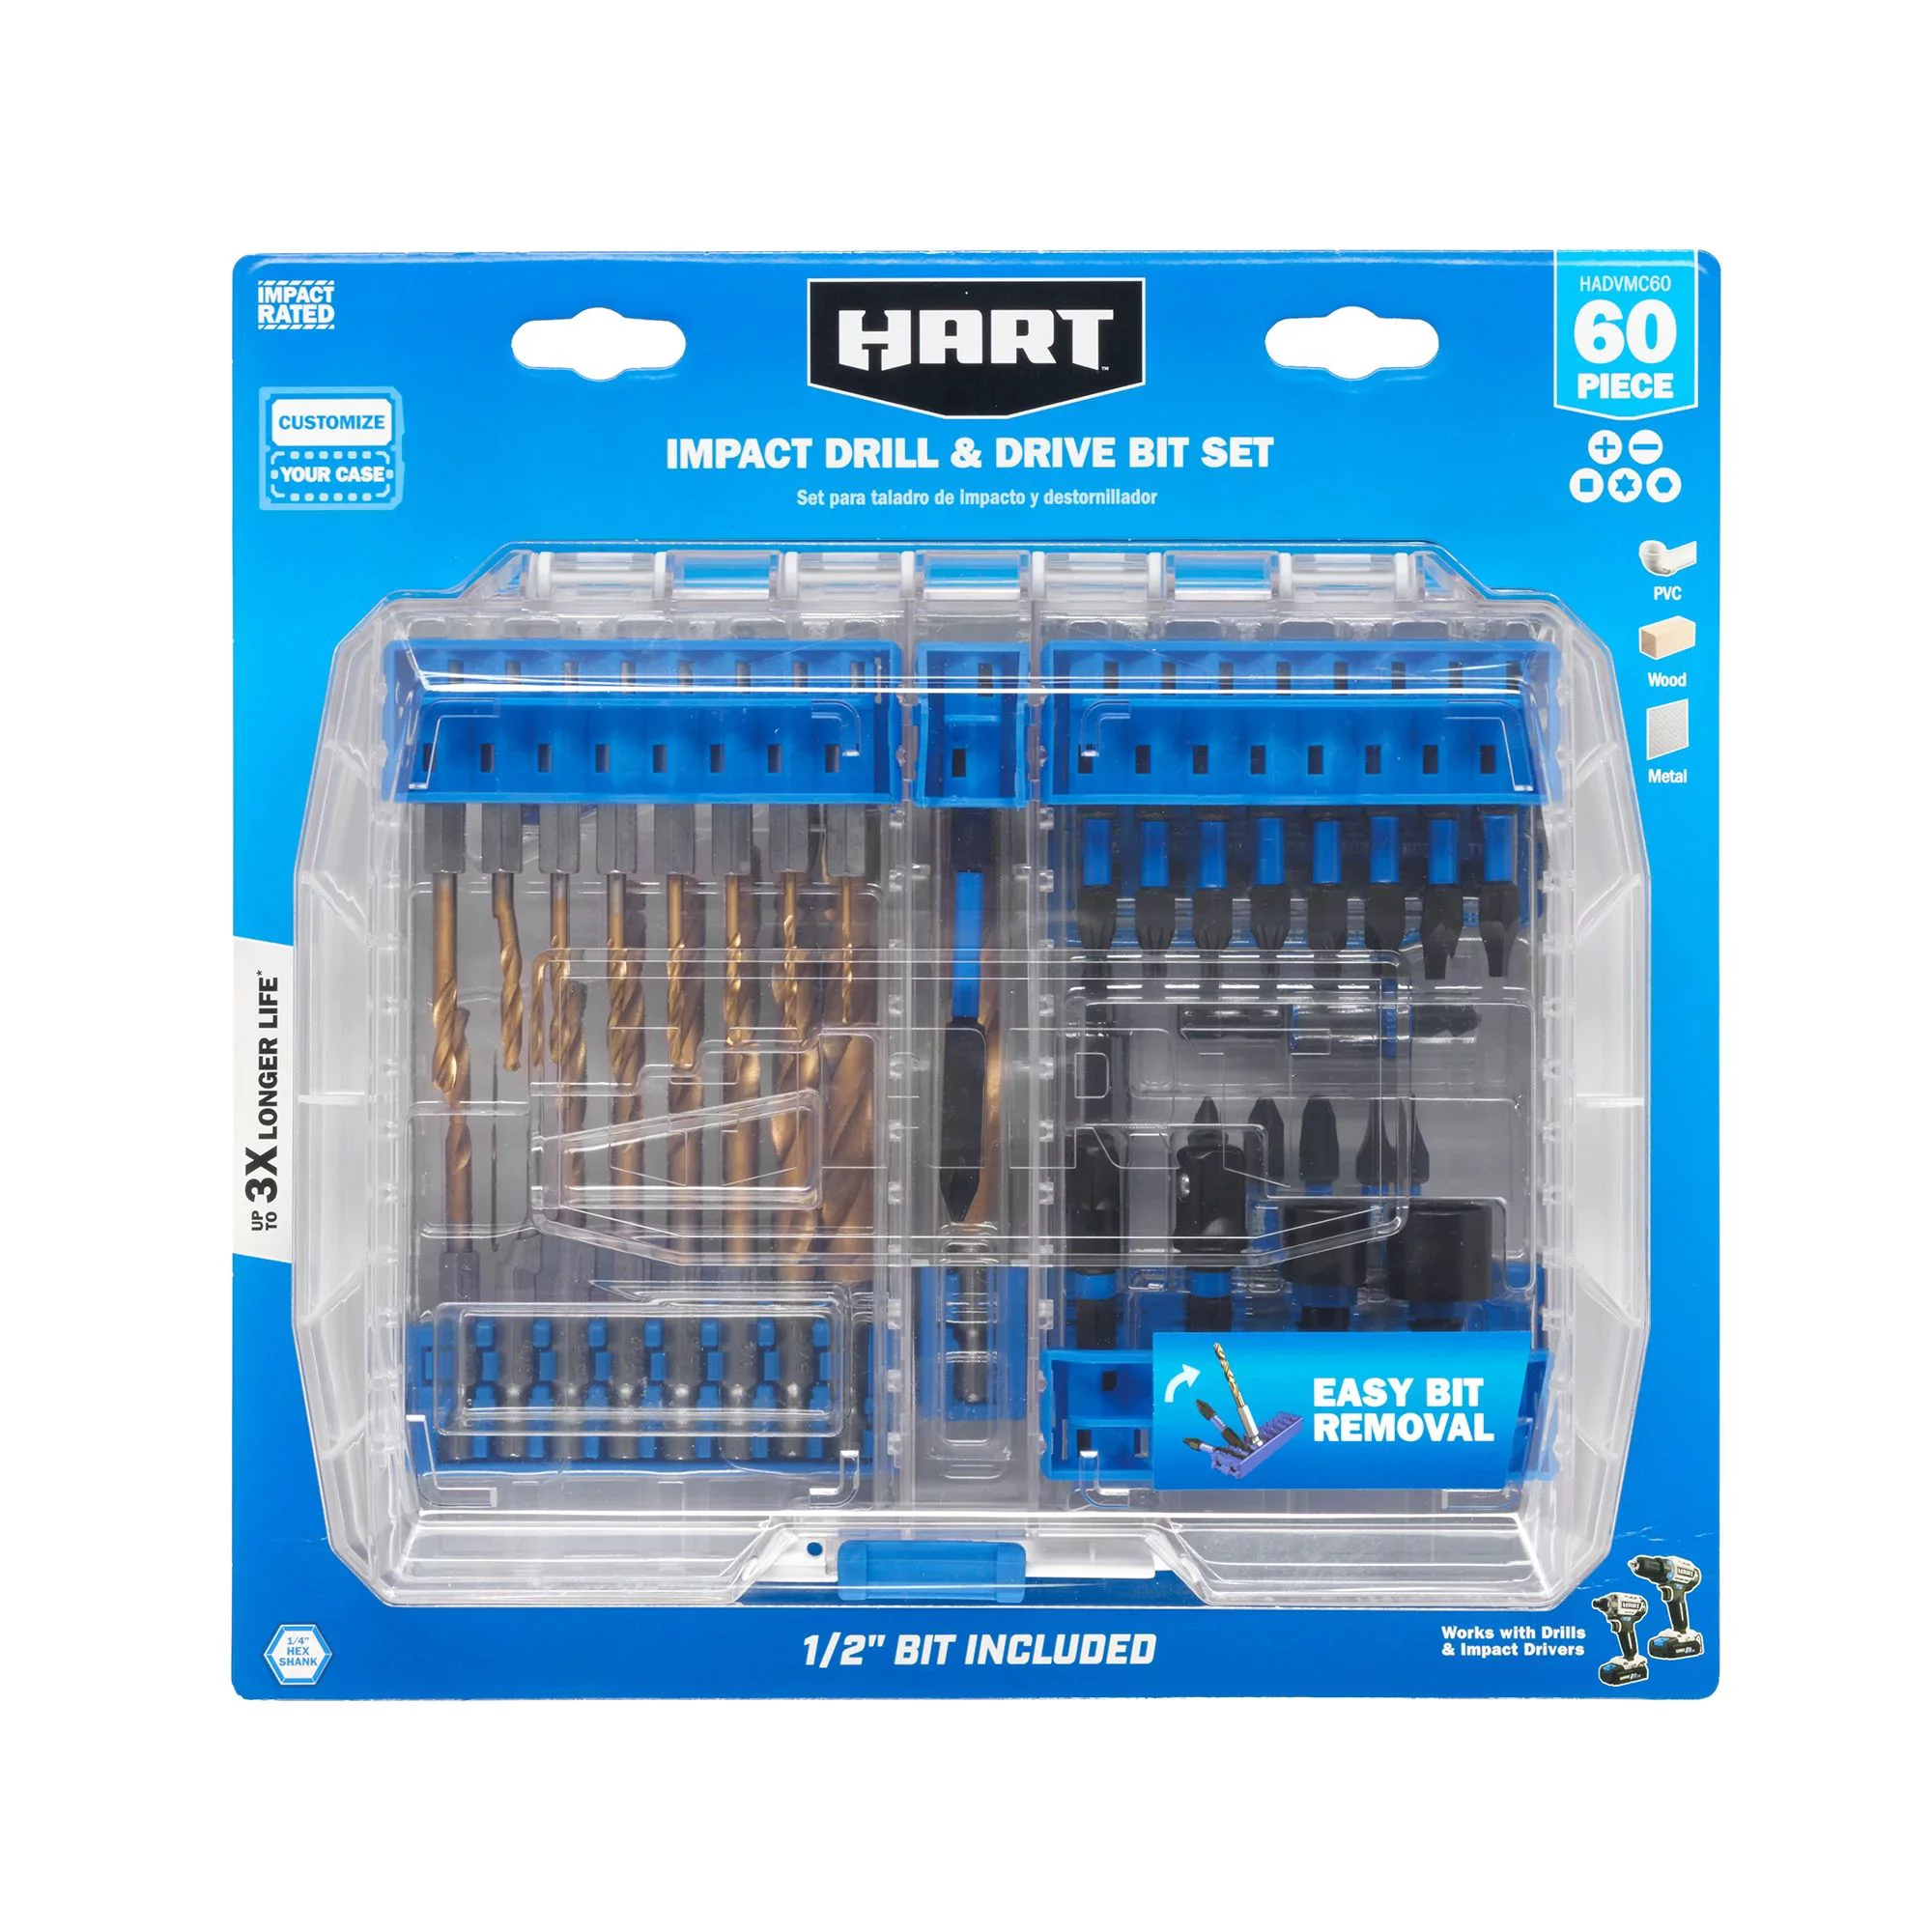 IMPACT
RATED
CUSTOMIZE
YOUR CASE
HART™
IMPACT DRILL & DRIVE BIT SET
Set para taladro de impacto y destornillador
HADVMC60
60
PIECE
PVC
Wood
Metal
UP TO 3X LONGER LIFE*
EASY BIT
REMOVAL
1/4"
HEX
SHANK
1/2" BIT INCLUDED
Works with Drills
& Impact Drivers
HART
HART